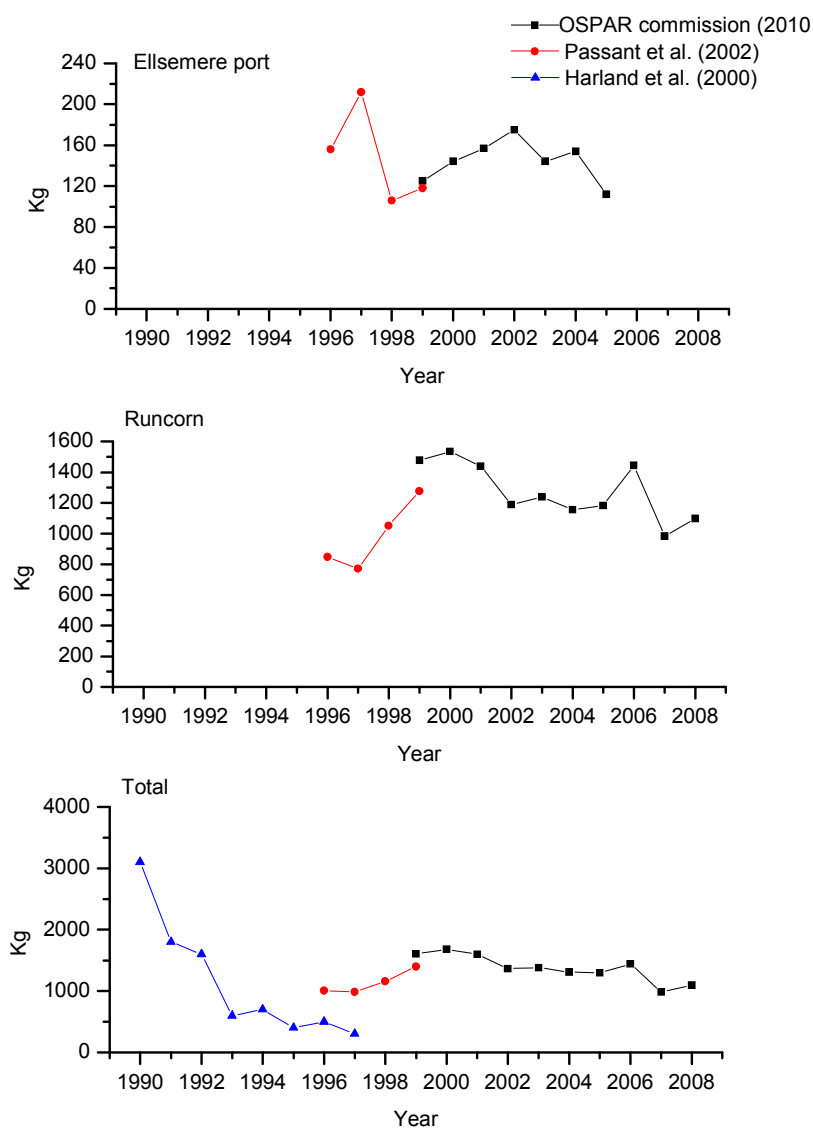 OSPAR commission (2010
Passant et al. (2002)
Harland et al. (2000)
Ellsemere port
240
200
160
120
80
40
0
Kg
1990 1992 1994 1996 1998 2000 2002 2004 2006 2008
Year
Runcorn
1600
1400
1200
1000
800
600
400
200
0
Kg
1990 1992 1994 1996 1998 2000 2002 2004 2006 2008
Year
Total
4000
3000
2000
1000
0
Kg
1990 1992 1994 1996 1998 2000 2002 2004 2006 2008
Year